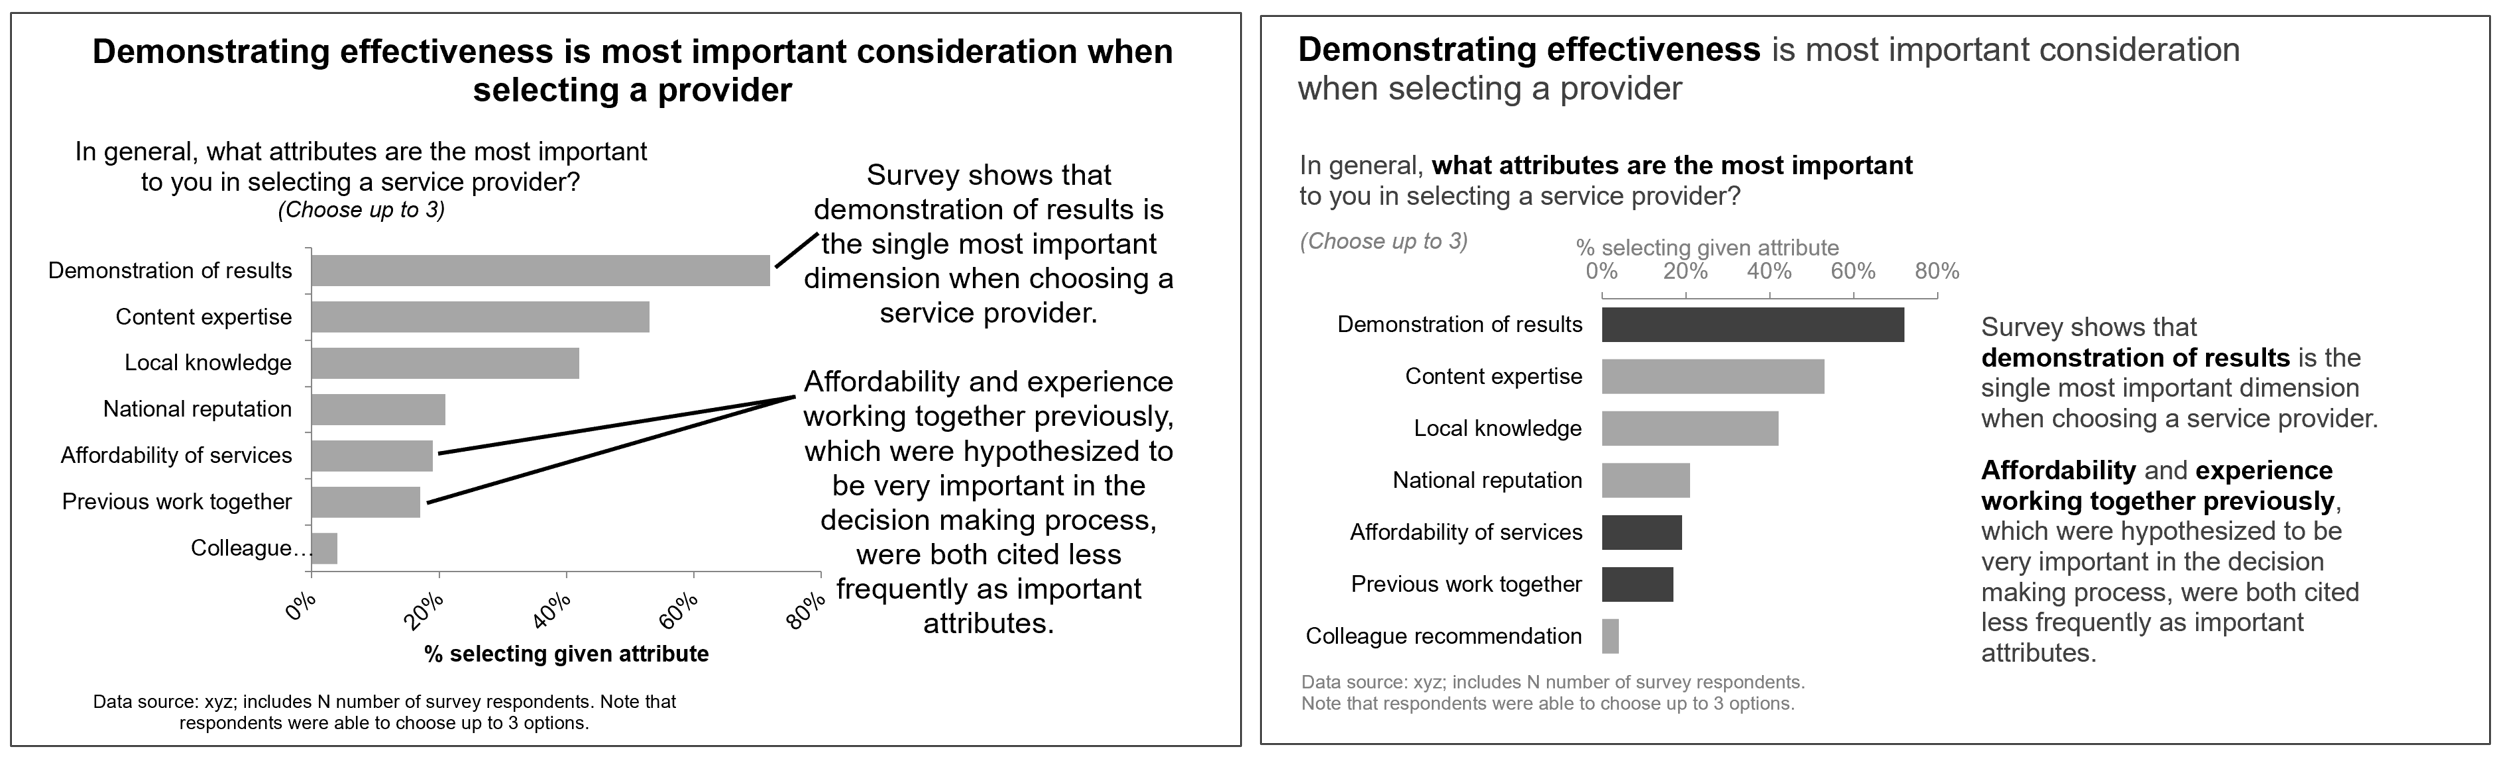 Demonstrating effectiveness is most important consideration when
selecting a provider
In general, what attributes are the most important
to you in selecting a service provider?
(Choose up to 3)
Demonstration of results
Content expertise
Local knowledge
National reputation
Affordability of services
Previous work together
Colleague…
0%
20%
40%
60%
80%
% selecting given attribute
Survey shows that
demonstration of results is
the single most important
dimension when choosing a
service provider.
Affordability and experience
working together previously,
which were hypothesized to
be very important in the
decision making process,
were both cited less
frequently as important
attributes.
Data source: xyz; includes N number of survey respondents. Note that
respondents were able to choose up to 3 options.
Demonstrating effectiveness is most important consideration
when selecting a provider
In general, what attributes are the most important
to you in selecting a service provider?
(Choose up to 3)
% selecting given attribute
0% 20% 40% 60% 80%
Demonstration of results
Content expertise
Local knowledge
National reputation
Affordability of services
Previous work together
Colleague recommendation
Survey shows that
demonstration of results is the
single most important dimension
when choosing a service provider.
Affordability and experience
working together previously,
which were hypothesized to be
very important in the decision
making process, were both cited
less frequently as important
attributes.
Data source: xyz; includes N number of survey respondents.
Note that respondents were able to choose up to 3 options.